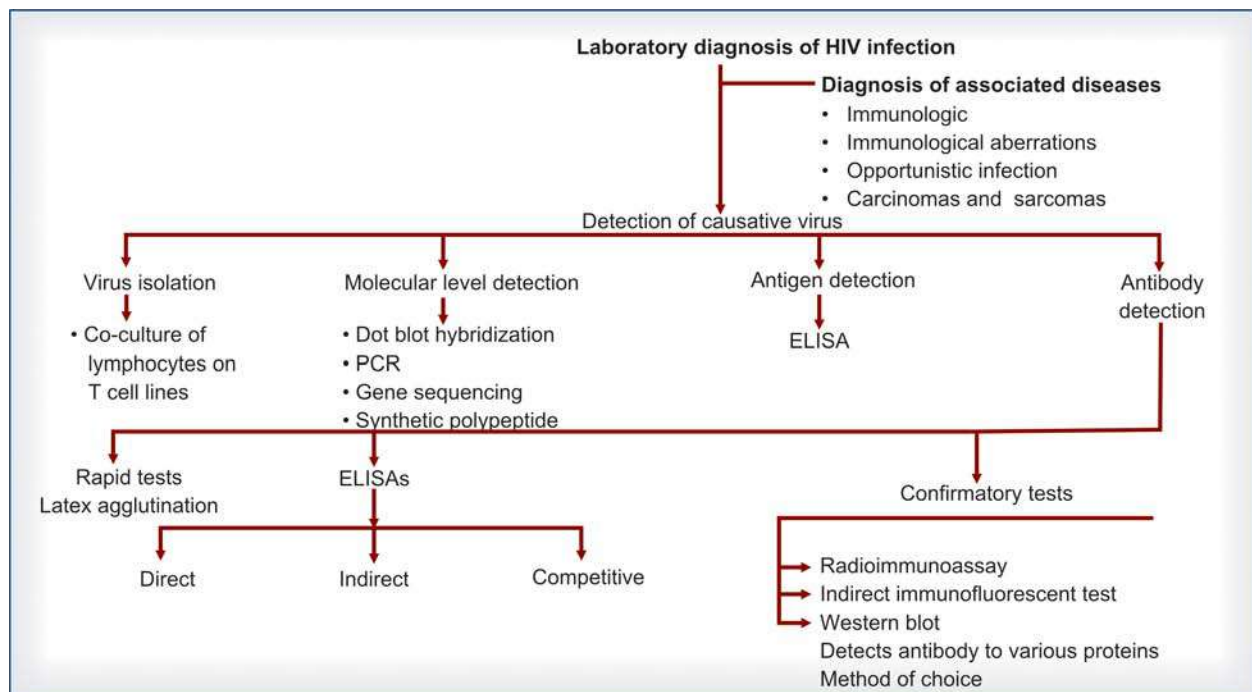 Laboratory diagnosis of HIV infection
Diagnosis of associated diseases
• Immunologic
• Immunological aberrations
• Opportunistic infection
• Carcinomas and sarcomas
Detection of causative virus
Virus isolation
• Co-culture of
lymphocytes on
T cell lines
Molecular level detection
• Dot blot hybridization
• PCR
• Gene sequencing
• Synthetic polypeptide
Antigen detection
ELISA
Antibody
detection
Rapid tests
Latex agglutination
ELISAs
Direct
Indirect
Competitive
Confirmatory tests
Radioimmunoassay
Indirect immunofluorescent test
Western blot
Detects antibody to various proteins
Method of choice